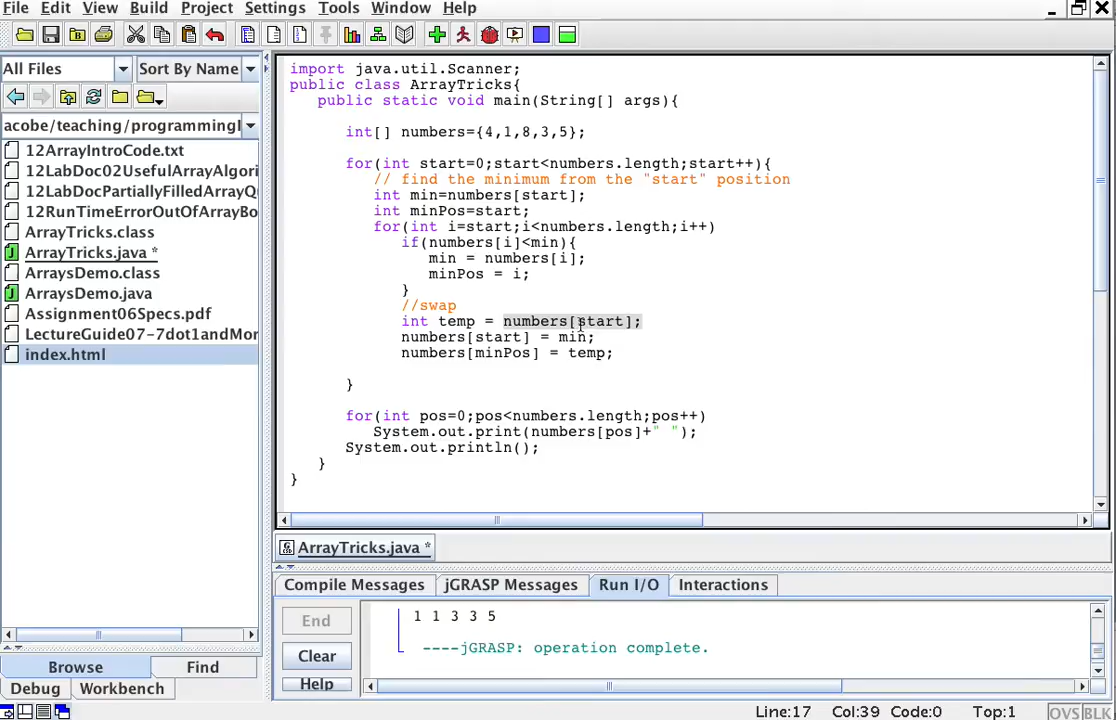 File Edit View Build Project Settings Tools Window Help
All Files Sort By Name
acobe/teaching/programmingI
12ArrayIntroCode.txt
12LabDoc02UsefulArrayAlgori
12LabDocPartiallyFilledArrayQ
12RunTimeErrorOutOfArrayBo
ArrayTricks.class
ArrayTricks.java *
ArraysDemo.class
ArraysDemo.java
Assignment06Specs.pdf
LectureGuide07-7dot1andMor
index.html
Browse Find
Debug Workbench
import java.util.Scanner;
public class ArrayTricks{
public static void main(String[] args){
int[] numbers={4,1,8,3,5};
for(int start=0;start<numbers.length;start++){
// find the minimum from the "start" position
int min=numbers[start];
int minPos=start;
for(int i=start;i<numbers.length;i++)
if(numbers[i]<min){
min = numbers[i];
minPos = i;
}
//swap
int temp = numbers[start];
numbers[start] = min;
numbers[minPos] = temp;
}
for(int pos=0;pos<numbers.length;pos++)
System.out.print(numbers[pos]+" ");
System.out.println();
}
}
ArrayTricks.java *
Compile Messages jGRASP Messages Run I/O Interactions
End
Clear
Help
1 1 3 3 5
----jGRASP: operation complete.
Line:17 Col:39 Code:0 Top:1 OVS BLK